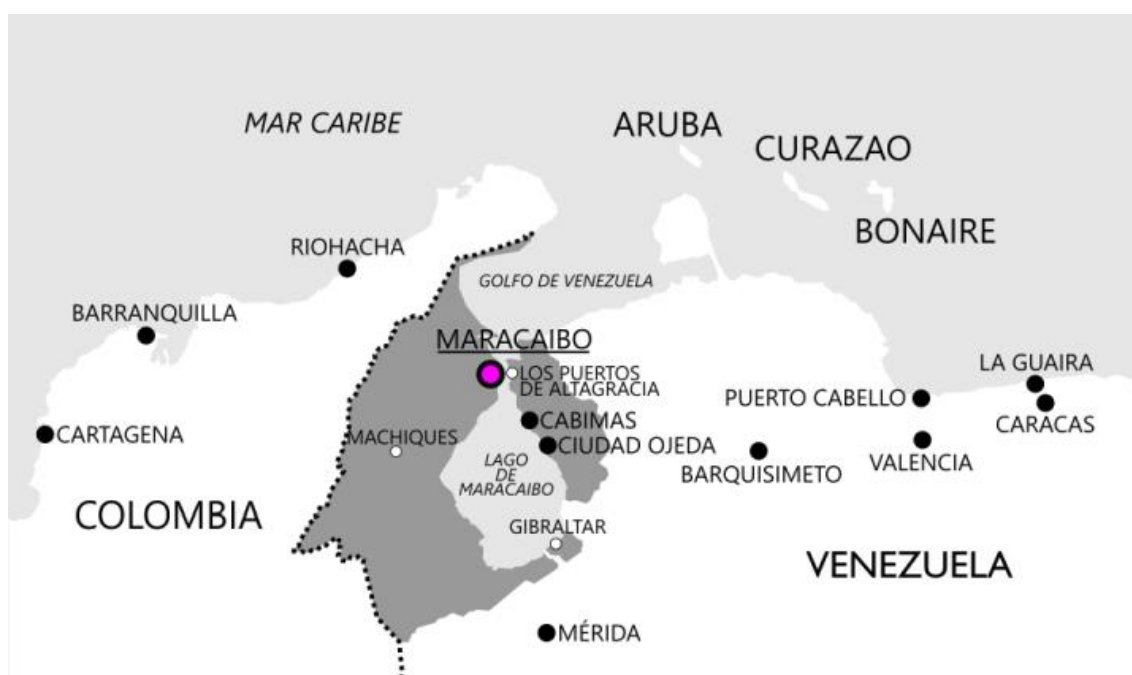 MAR CARIBE
ARUBA
CURAZAO
BONAIRE
RIOHACHA
GOLFO DE VENEZUELA
BARRANQUILLA
MARACAIBO
LOS PUERTOS
DE ALTAGRACIA
LA GUAIRA
CARACAS
PUERTO CABELLO
CABIMAS
CARTAGENA
MACHIQUES
CIUDAD OJEDA
VALENCIA
BARQUISIMETO
LAGO
DE
MARACAIBO
COLOMBIA
GIBRALTAR
VENEZUELA
MÉRIDA